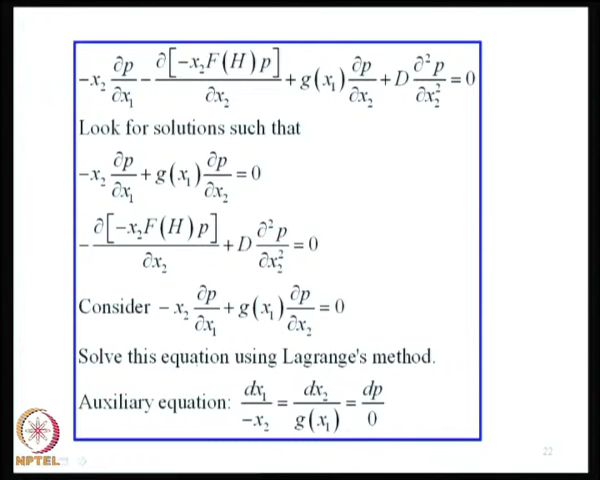 -x₂ ∂p/∂x₁ - ∂[-x₂F(H)p]/∂x₂ + g(x₁) ∂p/∂x₂ + D ∂²p/∂x₂² = 0
Look for solutions such that
-x₂ ∂p/∂x₁ + g(x₁) ∂p/∂x₂ = 0
- ∂[-x₂F(H)p]/∂x₂ + D ∂²p/∂x₂² = 0
Consider -x₂ ∂p/∂x₁ + g(x₁) ∂p/∂x₂ = 0
Solve this equation using Lagrange's method.
Auxiliary equation: dx₁/-x₂ = dx₂/g(x₁) = dp/0
NPTEL
22